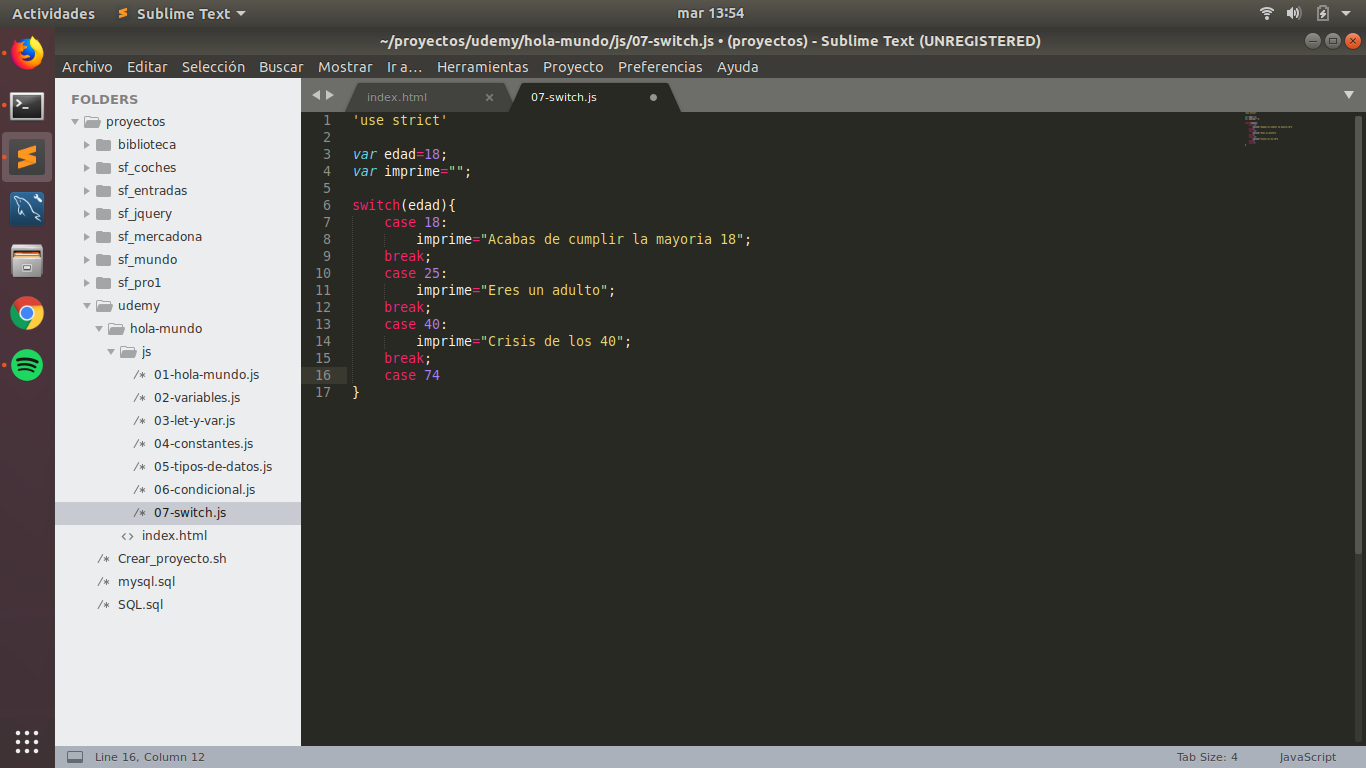 Actividades Sublime Text mar 13:54
~/proyectos/udemy/hola-mundo/js/07-switch.js • (proyectos) - Sublime Text (UNREGISTERED)
Archivo Editar Selección Buscar Mostrar Ir a… Herramientas Proyecto Preferencias Ayuda
FOLDERS
proyectos
biblioteca
sf_coches
sf_entradas
sf_jquery
sf_mercadona
sf_mundo
sf_pro1
udemy
hola-mundo
js
/* 01-hola-mundo.js
/* 02-variables.js
/* 03-let-y-var.js
/* 04-constantes.js
/* 05-tipos-de-datos.js
/* 06-condicional.js
/* 07-switch.js
<> index.html
/* Crear_proyecto.sh
/* mysql.sql
/* SQL.sql
index.html × 07-switch.js
1 'use strict'
2
3 var edad=18;
4 var imprime="";
5
6 switch(edad){
7 case 18:
8 imprime="Acabas de cumplir la mayoria 18";
9 break;
10 case 25:
11 imprime="Eres un adulto";
12 break;
13 case 40:
14 imprime="Crisis de los 40";
15 break;
16 case 74
17 }
Line 16, Column 12 Tab Size: 4 JavaScript